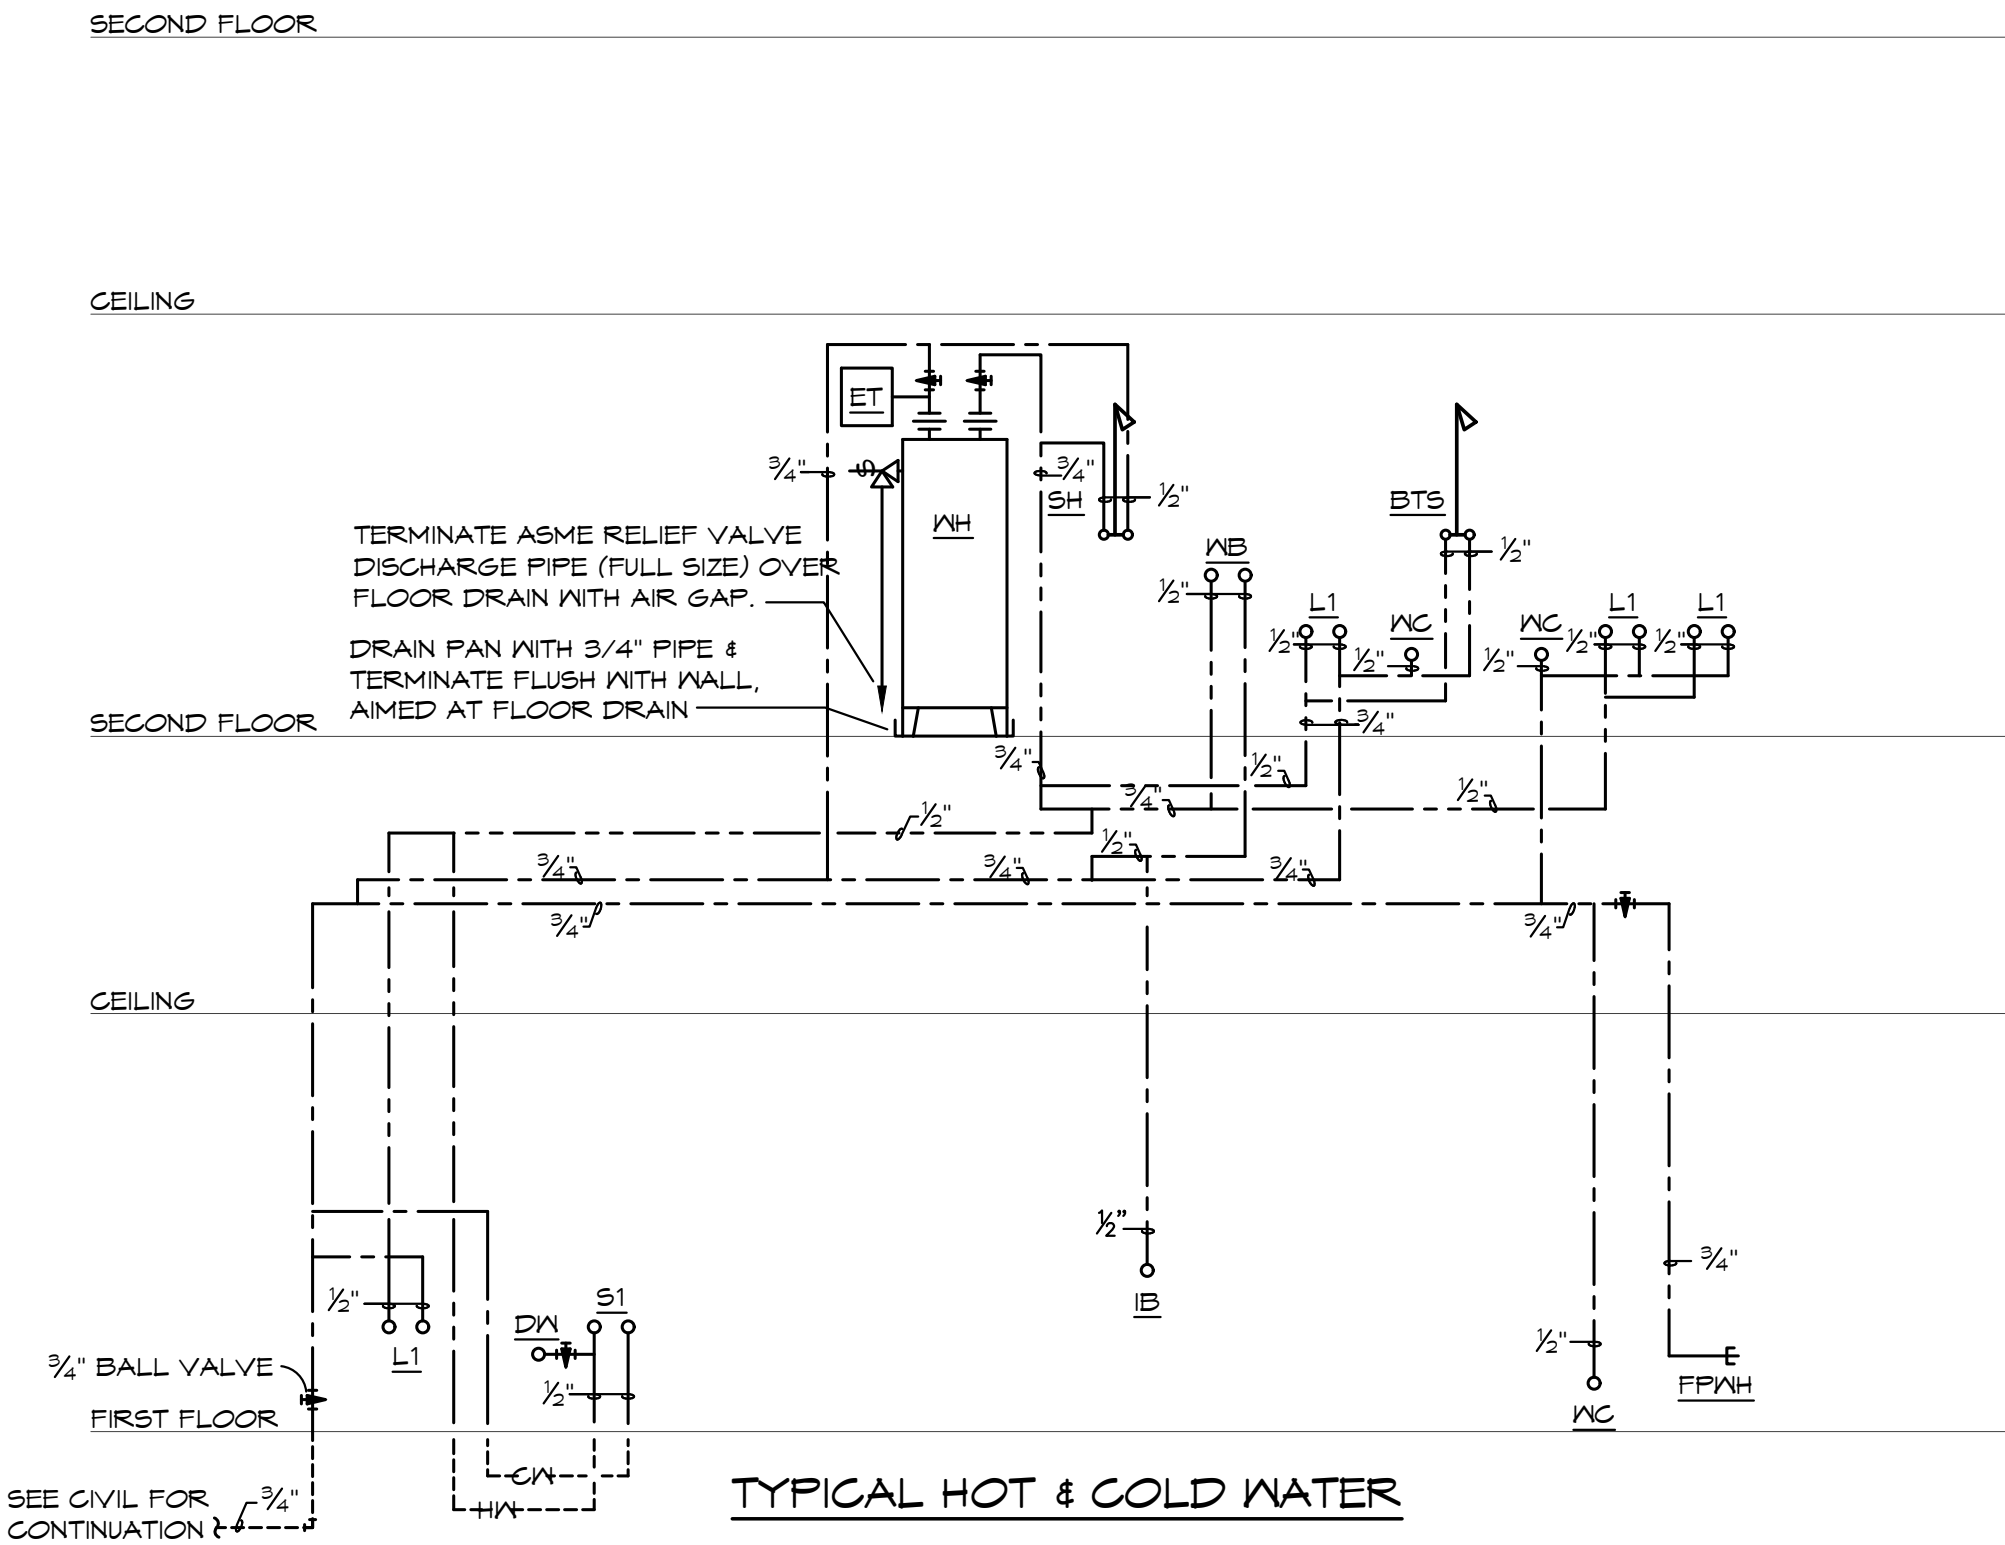 SECOND FLOOR
CEILING
ET
3/4"
WH
3/4"
SH
1/2"
BTS
1/2"
TERMINATE ASME RELIEF VALVE
DISCHARGE PIPE (FULL SIZE) OVER
FLOOR DRAIN WITH AIR GAP.
DRAIN PAN WITH 3/4" PIPE &
TERMINATE FLUSH WITH WALL,
AIMED AT FLOOR DRAIN
WB
1/2"
L1
1/2"
WC
1/2"
WC
1/2"
L1
1/2"
L1
1/2"
SECOND FLOOR
3/4"
3/4"
1/2"
3/4"
1/2"
1/2"
1/2"
3/4"
3/4"
3/4"
3/4"
3/4"
CEILING
1/2"
IB
3/4"
1/2"
L1
S1
DW
1/2"
1/2"
WC
FPWH
3/4" BALL VALVE
FIRST FLOOR
CW
HW
SEE CIVIL FOR
CONTINUATION
3/4"
TYPICAL HOT & COLD WATER